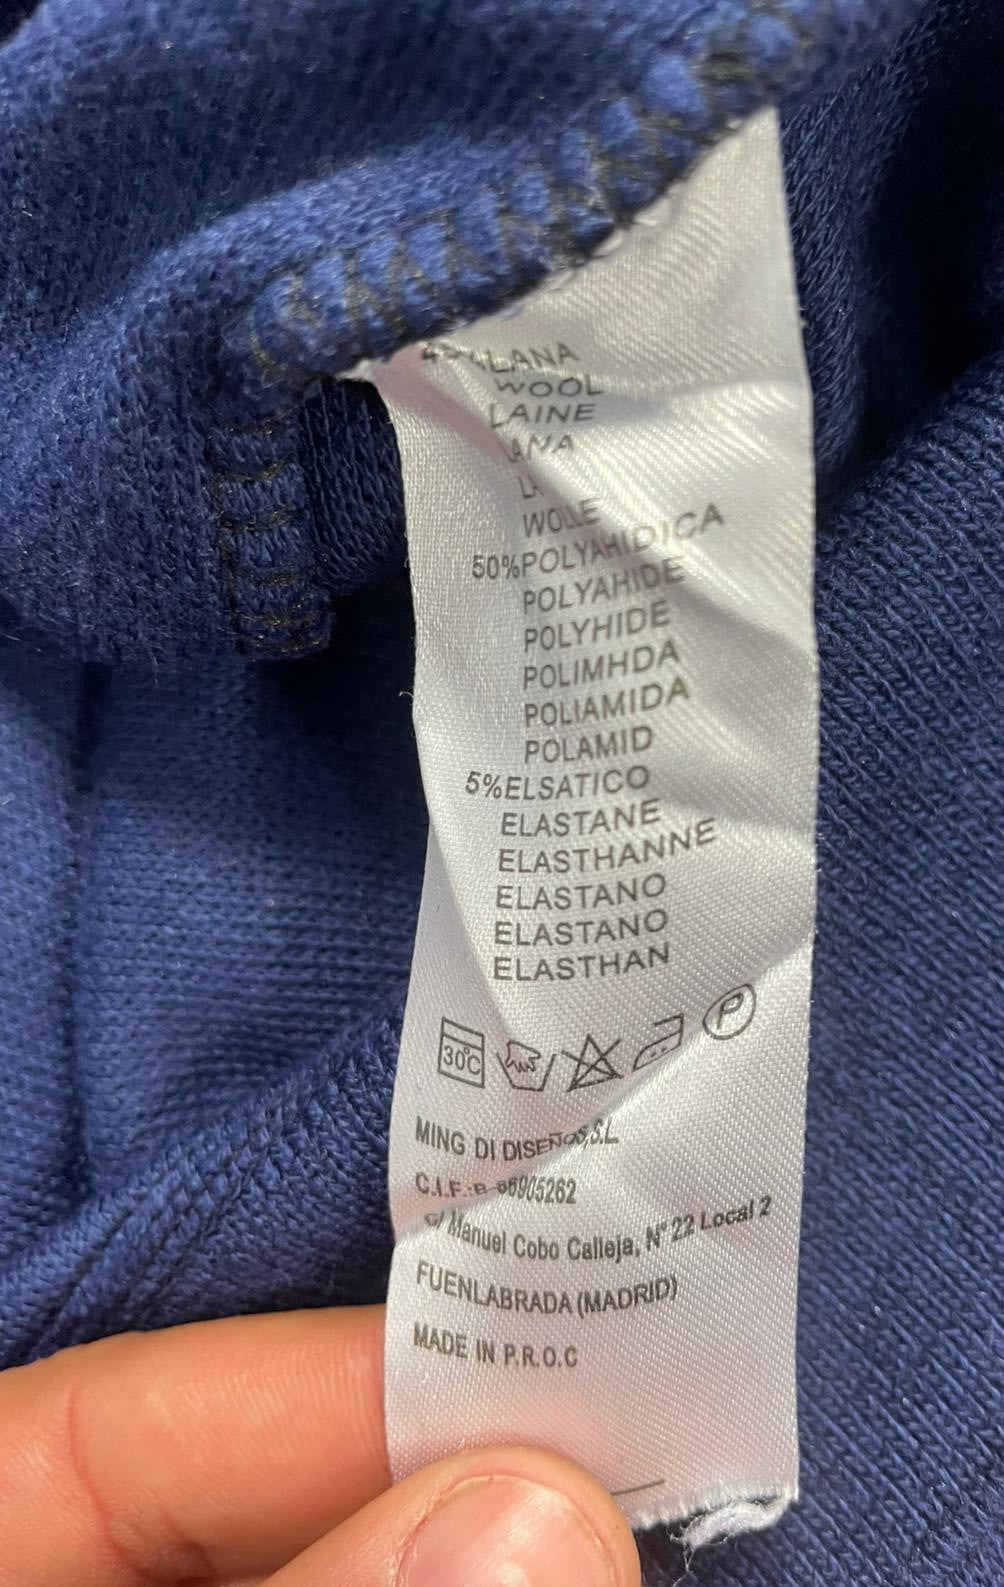 LANA
WOOL
LAINE
LANA
WOLLE
50%POLYAHIDICA
POLYAHIDE
POLYHIDE
POLIMHDA
POLIAMIDA
POLAMID
5%ELSATICO
ELASTANE
ELASTHANNE
ELASTANO
ELASTANO
ELASTHAN
30°C
P
MING DI DISEÑOS,S.L
C.I.F.:B
C/ Manuel Cobo Calleja, Nº 22 Local 2
FUENLABRADA (MADRID)
MADE IN P.R.O.C